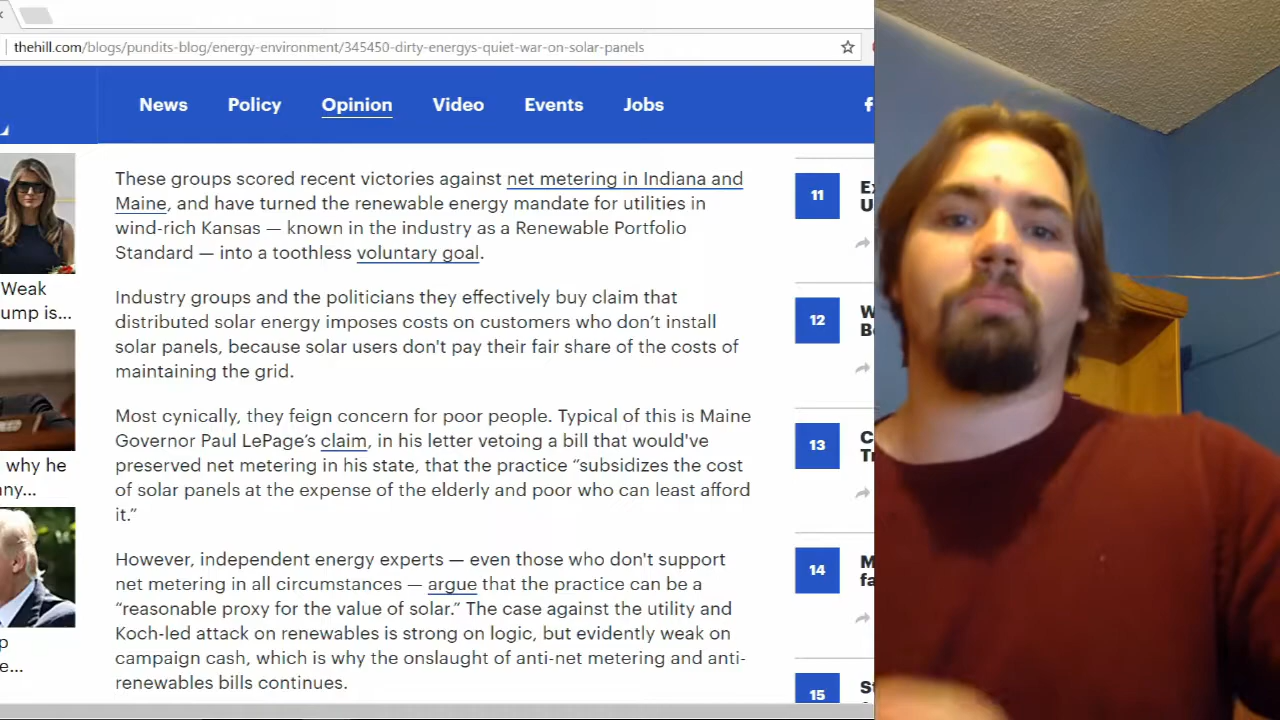 thehill.com/blogs/pundits-blog/energy-environment/345450-dirty-energys-quiet-war-on-solar-panels
News Policy Opinion Video Events Jobs
These groups scored recent victories against net metering in Indiana and
Maine, and have turned the renewable energy mandate for utilities in
wind-rich Kansas — known in the industry as a Renewable Portfolio
Standard — into a toothless voluntary goal.
Industry groups and the politicians they effectively buy claim that
distributed solar energy imposes costs on customers who don’t install
solar panels, because solar users don't pay their fair share of the costs of
maintaining the grid.
Most cynically, they feign concern for poor people. Typical of this is Maine
Governor Paul LePage’s claim, in his letter vetoing a bill that would've
preserved net metering in his state, that the practice “subsidizes the cost
of solar panels at the expense of the elderly and poor who can least afford
it.”
However, independent energy experts — even those who don't support
net metering in all circumstances — argue that the practice can be a
“reasonable proxy for the value of solar.” The case against the utility and
Koch-led attack on renewables is strong on logic, but evidently weak on
campaign cash, which is why the onslaught of anti-net metering and anti-
renewables bills continues.
Weak
ump is...
why he
ny...
p
e...
11
12
13
14
15